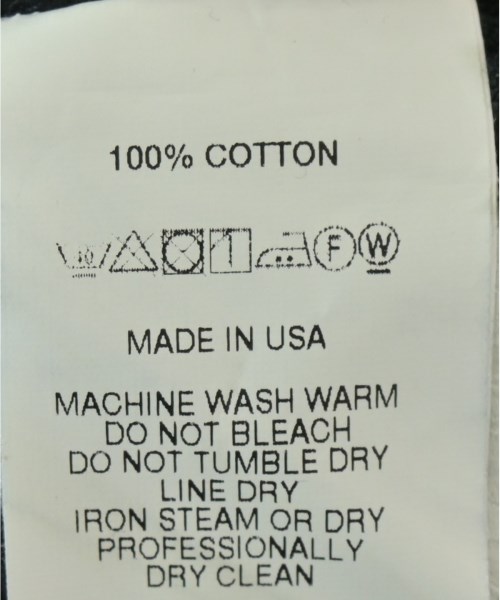 100% COTTON
40 F W
MADE IN USA
MACHINE WASH WARM
DO NOT BLEACH
DO NOT TUMBLE DRY
LINE DRY
IRON STEAM OR DRY
PROFESSIONALLY
DRY CLEAN